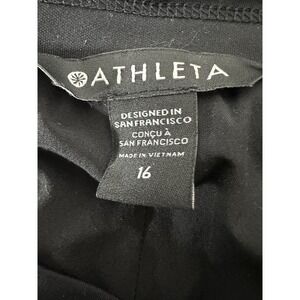 ATHLETA
DESIGNED IN
SAN FRANCISCO
CONÇU À
SAN FRANCISCO
MADE IN VIETNAM
16